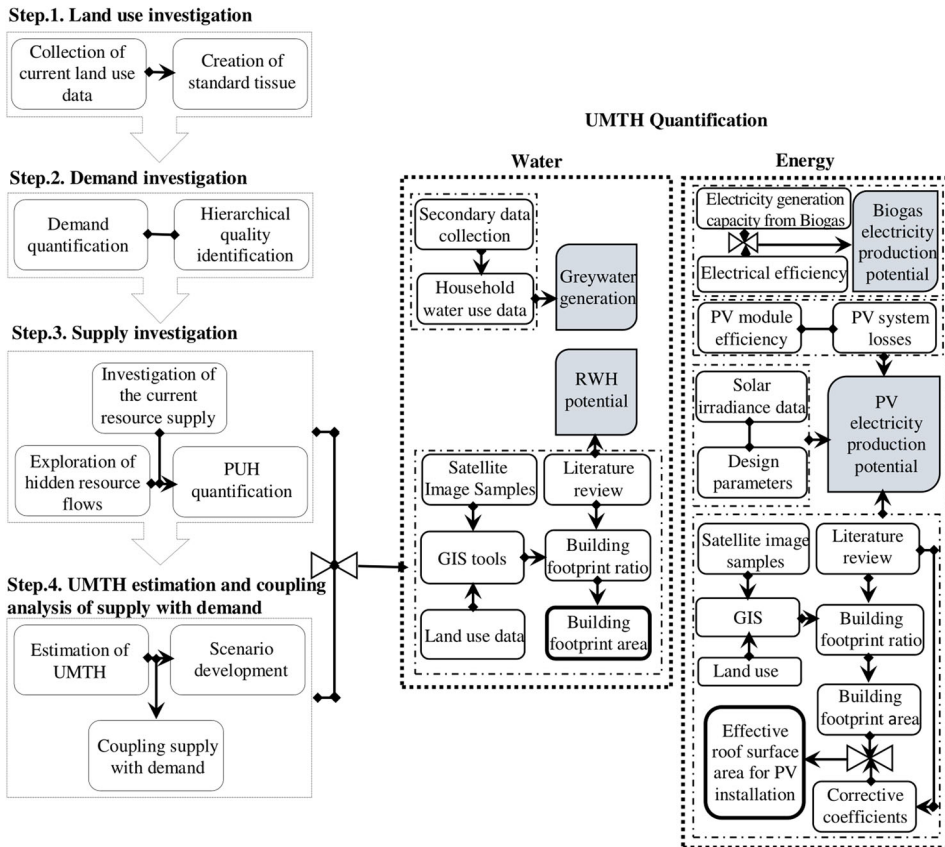 Step.1. Land use investigation
Collection of
current land use
data
Creation of
standard tissue
Step.2. Demand investigation
Demand
quantification
Hierarchical
quality
identification
Step.3. Supply investigation
Investigation of
the current
resource supply
Exploration of
hidden resource
flows
PUH
quantification
Step.4. UMTH estimation and coupling
analysis of supply with demand
Estimation of
UMTH
Scenario
development
Coupling supply
with demand
UMTH Quantification
Water
Secondary data
collection
Household
water use data
Greywater
generation
RWH
potential
Satellite
Image Samples
Literature
review
GIS tools
Building
footprint ratio
Land use data
Building
footprint area
Energy
Electricity generation
capacity from Biogas
Electrical efficiency
Biogas
electricity
production
potential
PV module
efficiency
PV system
losses
Solar
irradiance data
Design
parameters
PV
electricity
production
potential
Satellite image
samples
Literature
review
GIS
Building
footprint ratio
Land use
Building
footprint area
Effective
roof surface
area for PV
installation
Corrective
coefficients